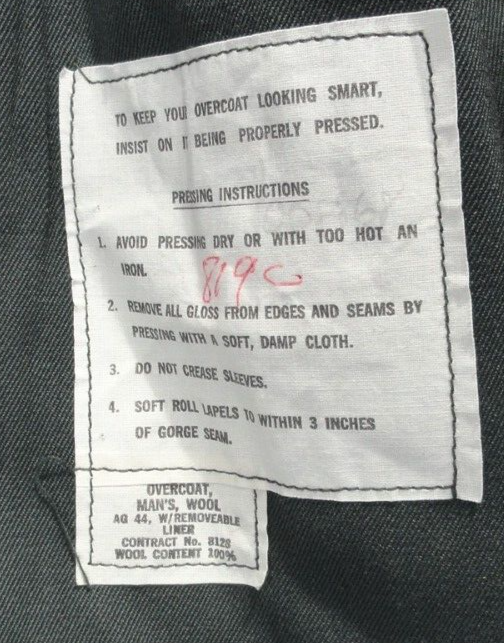 TO KEEP YOUR OVERCOAT LOOKING SMART,
INSIST ON IT BEING PROPERLY PRESSED.
PRESSING INSTRUCTIONS
1. AVOID PRESSING DRY OR WITH TOO HOT AN
IRON.
819
2. REMOVE ALL GLOSS FROM EDGES AND SEAMS BY
PRESSING WITH A SOFT, DAMP CLOTH.
3. DO NOT CREASE SLEEVES.
4. SOFT ROLL LAPELS TO WITHIN 3 INCHES
OF GORGE SEAM.
OVERCOAT,
MAN'S, WOOL
AG 44, W/REMOVEABLE
LINER
CONTRACT No. 8128
WOOL CONTENT 100%